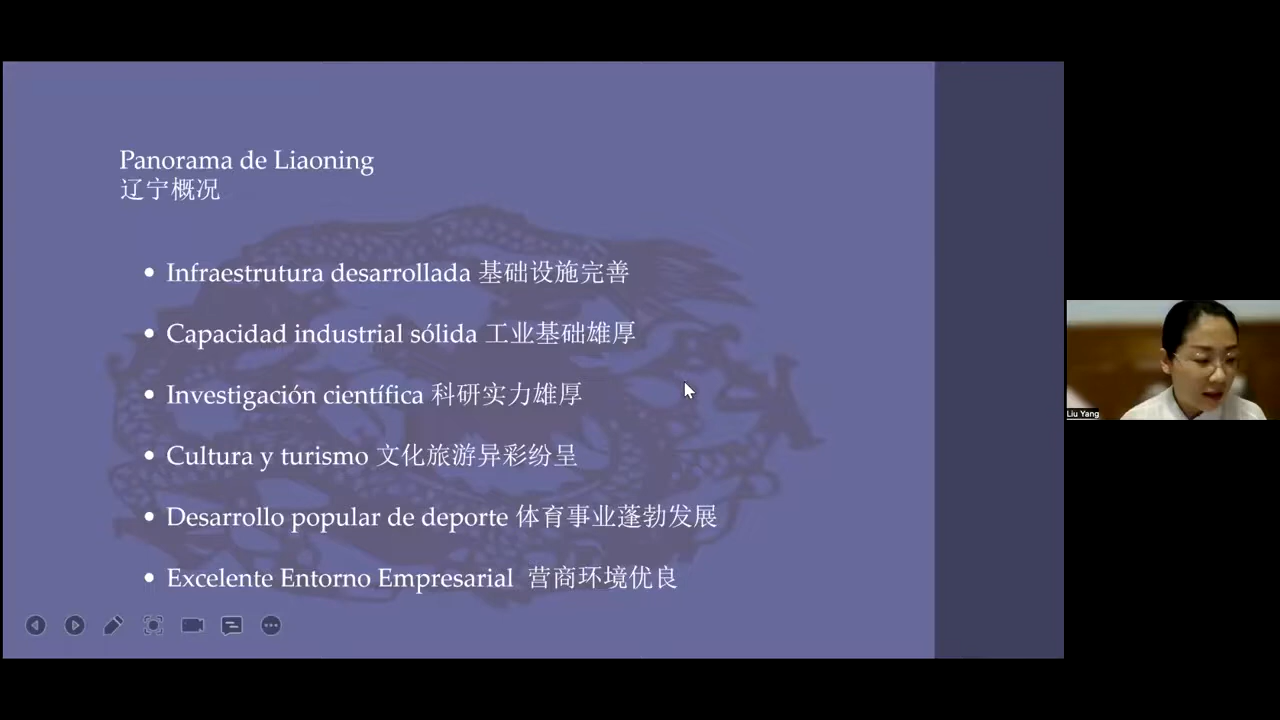 Panorama de Liaoning
辽宁概况
• Infraestrutura desarrollada 基础设施完善
• Capacidad industrial sólida 工业基础雄厚
• Investigación científica 科研实力雄厚
• Cultura y turismo 文化旅游异彩纷呈
• Desarrollo popular de deporte 体育事业蓬勃发展
• Excelente Entorno Empresarial 营商环境优良
Liu Yang